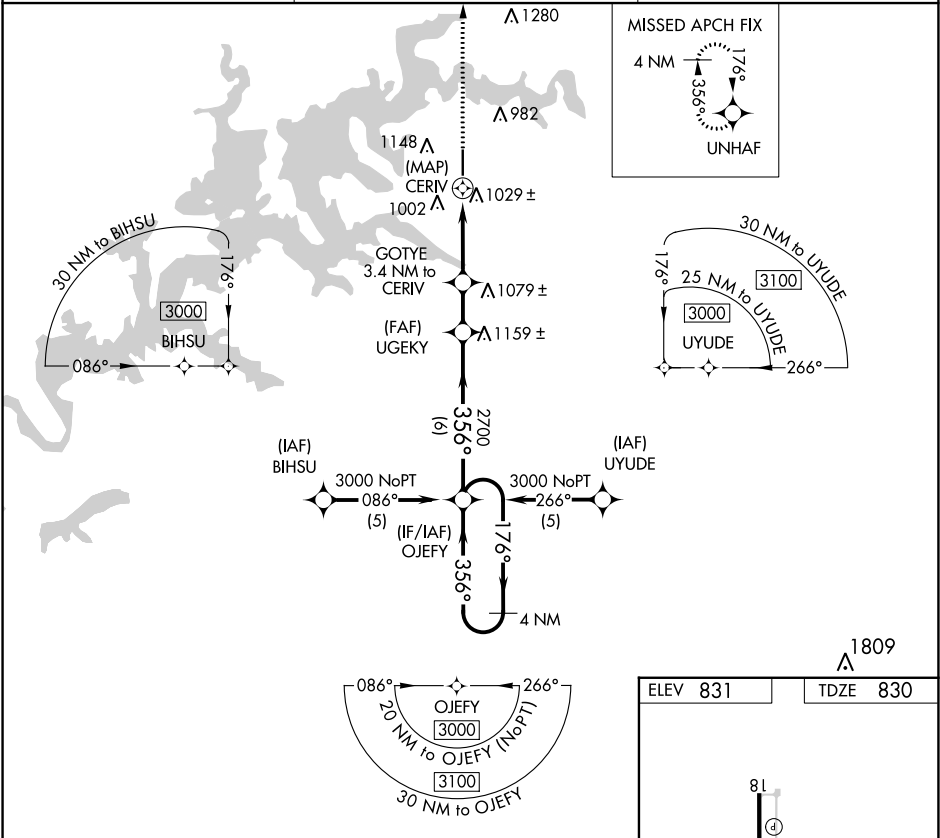 1280
MISSED APCH FIX
4 NM
176°
356°
UNHAF
982
1148
(MAP)
CERIV
1002
1029 ±
30 NM to BIHSU
176°
3000
BIHSU
086°
GOTYE
3.4 NM to
CERIV
1079 ±
(FAF)
UGEKY
1159 ±
30 NM to UYUDE
3100
176°
25 NM to UYUDE
3000
UYUDE
266°
2700
356°
(6)
(IAF)
BIHSU
3000 NoPT
086°
(5)
(IAF)
UYUDE
3000 NoPT
266°
(5)
(IF/IAF)
OJEFY
176°
356°
4 NM
086°
266°
OJEFY
3000
20 NM to OJEFY (NoPT)
3100
30 NM to OJEFY
1809
ELEV 831
TDZE 830
18
P